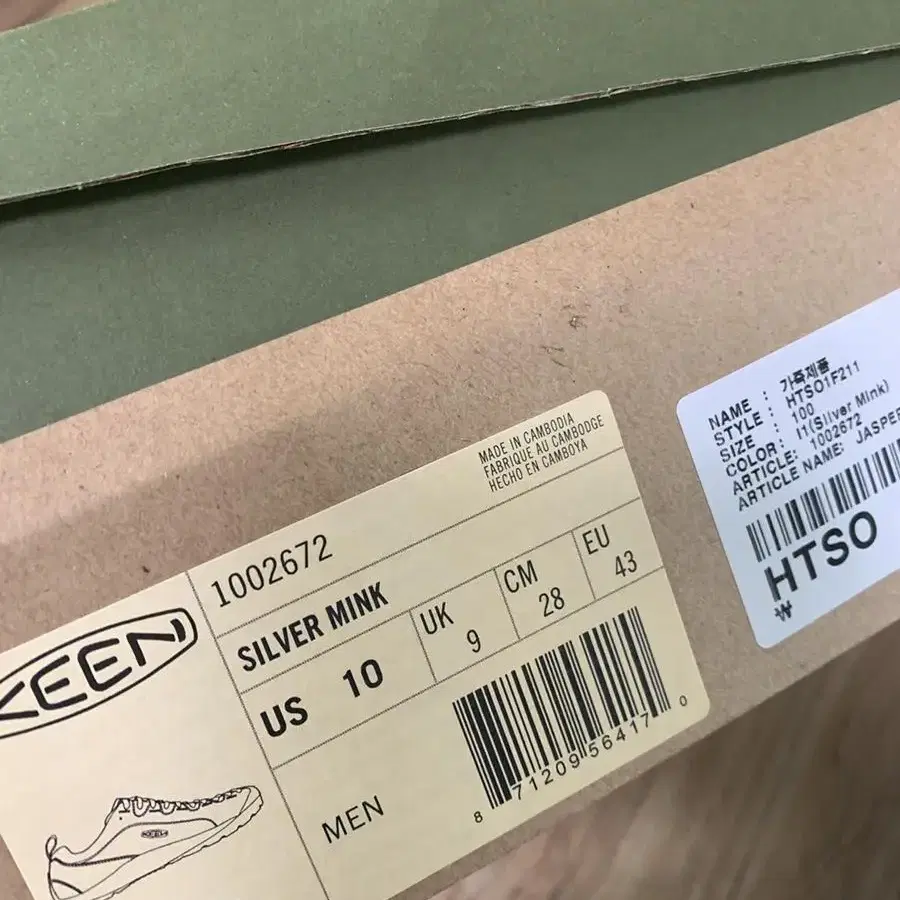 MADE IN CAMBODIA
FABRIQUE AU CAMBODGE
HECHO EN CAMBOYA
1002672
SILVER MINK
US 10
UK 9
CM 28
EU 43
KEEN
KEEN
MEN
8 71209 56417 0
NAME : 가죽제품
STYLE : HTSO1F211
SIZE : 100
COLOR : I1(Silver Mink)
ARTICLE: 1002672
ARTICLE NAME: JASPER
HTSO
₩